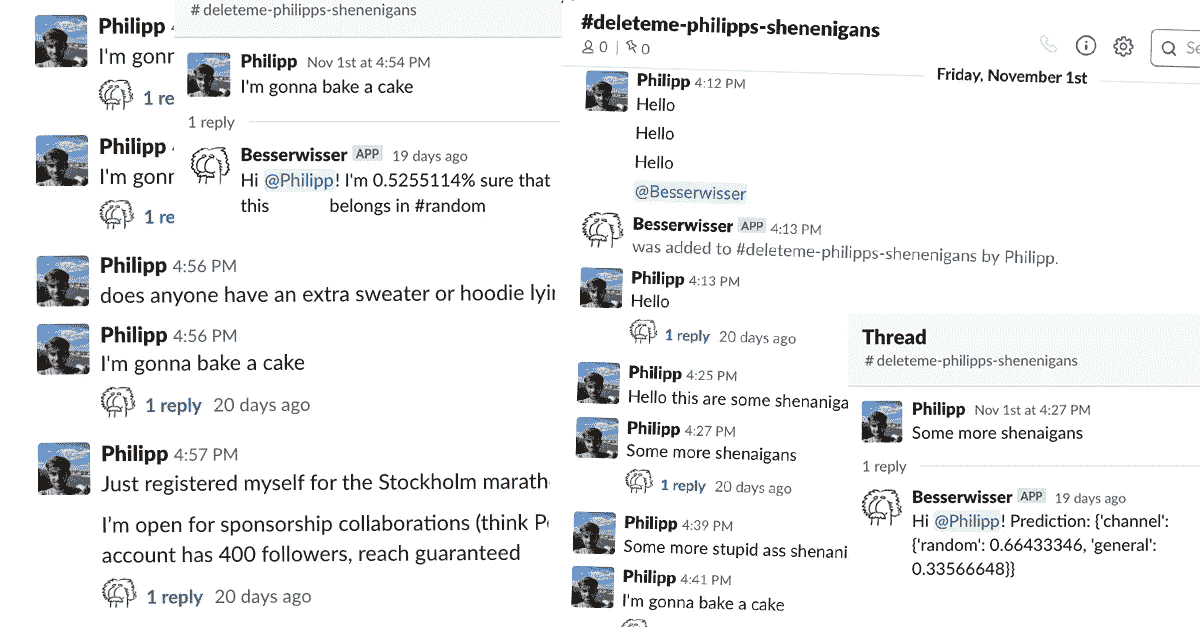 Philipp
I'm gonr
1 re
Philipp
I'm gonr
1 re
Philipp 4:56 PM
does anyone have an extra sweater or hoodie lyin
Philipp 4:56 PM
I'm gonna bake a cake
1 reply 20 days ago
Philipp 4:57 PM
Just registered myself for the Stockholm marath
I'm open for sponsorship collaborations (think P
account has 400 followers, reach guaranteed
1 reply 20 days ago
# deleteme-philipps-shenenigans
Philipp Nov 1st at 4:54 PM
I'm gonna bake a cake
1 reply
Besserwisser APP 19 days ago
Hi @Philipp! I'm 0.5255114% sure that
this belongs in #random
#deleteme-philipps-shenenigans
0 | 0
Se
Friday, November 1st
Philipp 4:12 PM
Hello
Hello
Hello
@Besserwisser
Besserwisser APP 4:13 PM
was added to #deleteme-philipps-shenenigans by Philipp.
Philipp 4:13 PM
Hello
1 reply 20 days ago
Philipp 4:25 PM
Hello this are some shenaniga
Philipp 4:27 PM
Some more shenaigans
1 reply 20 days ago
Philipp 4:39 PM
Some more stupid ass shenani
Philipp 4:41 PM
I'm gonna bake a cake
Thread
# deleteme-philipps-shenenigans
Philipp Nov 1st at 4:27 PM
Some more shenaigans
1 reply
Besserwisser APP 19 days ago
Hi @Philipp! Prediction: {'channel':
{'random': 0.66433346, 'general':
0.33566648}}